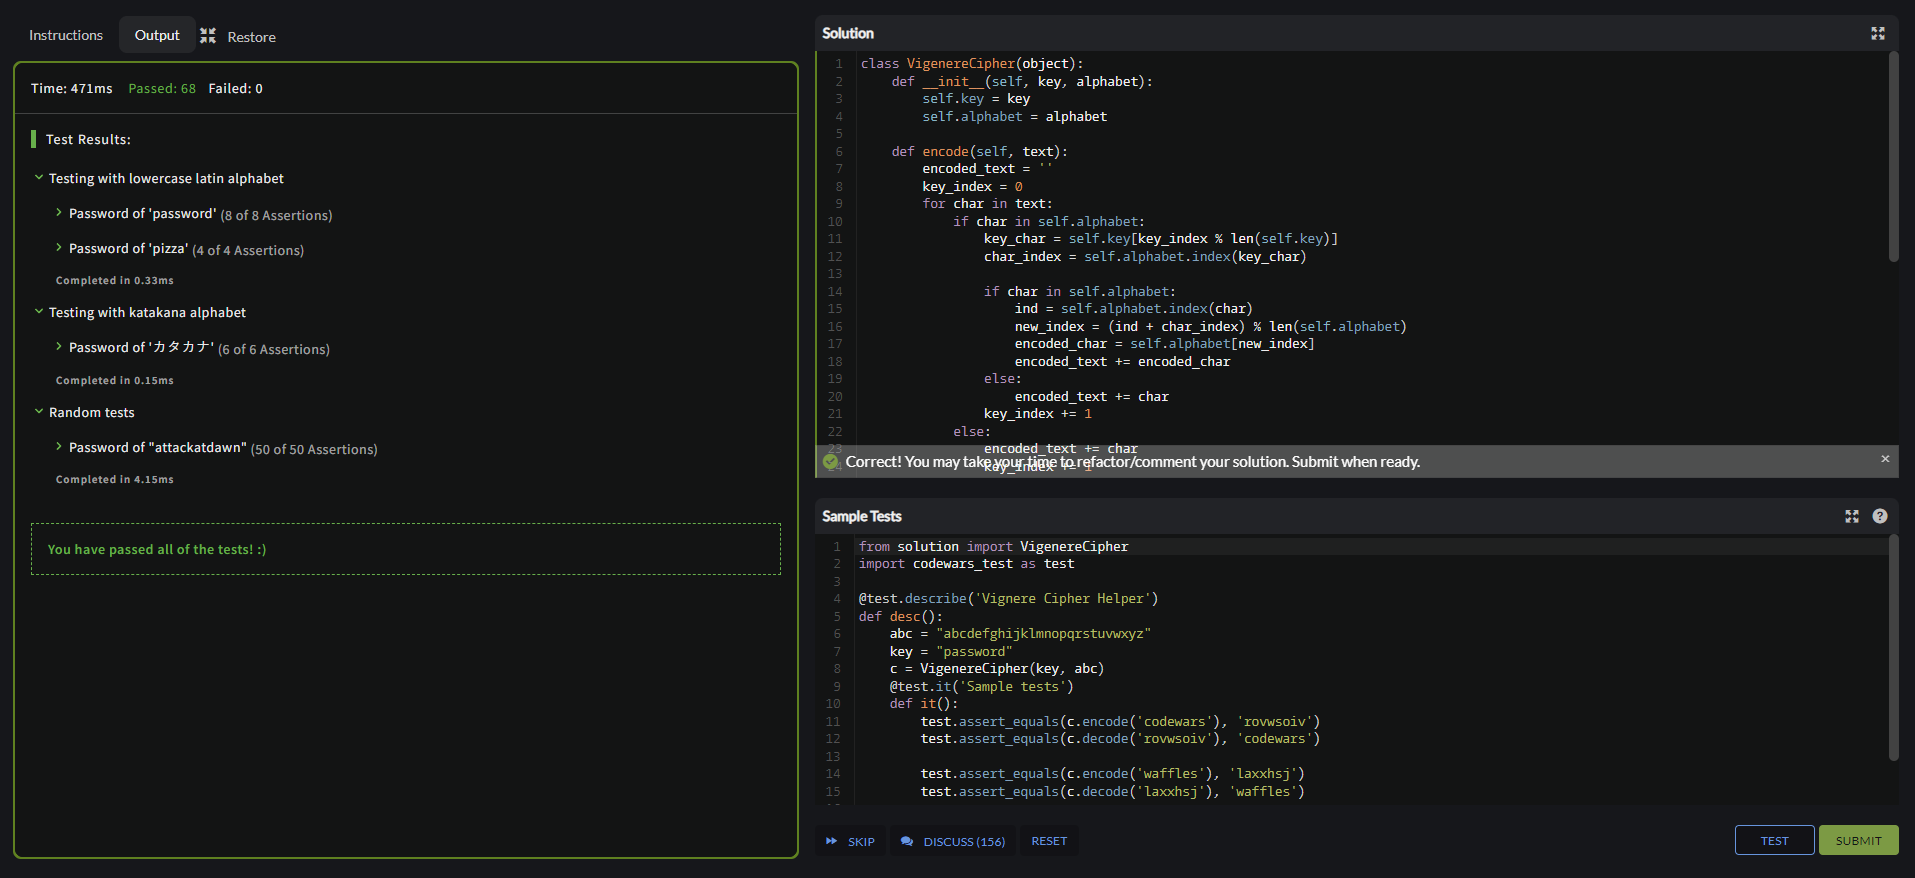 Instructions
Output
Restore
Time: 471ms Passed: 68 Failed: 0
Test Results:
Testing with lowercase latin alphabet
Password of 'password' (8 of 8 Assertions)
Password of 'pizza' (4 of 4 Assertions)
Completed in 0.33ms
Testing with katakana alphabet
Password of 'カタカナ' (6 of 6 Assertions)
Completed in 0.15ms
Random tests
Password of "attackatdawn" (50 of 50 Assertions)
Completed in 4.15ms
You have passed all of the tests! :)
Solution
1 class VigenereCipher(object):
2     def __init__(self, key, alphabet):
3         self.key = key
4         self.alphabet = alphabet
5
6     def encode(self, text):
7         encoded_text = ''
8         key_index = 0
9         for char in text:
10             if char in self.alphabet:
11                 key_char = self.key[key_index % len(self.key)]
12                 char_index = self.alphabet.index(key_char)
13
14                 if char in self.alphabet:
15                     ind = self.alphabet.index(char)
16                     new_index = (ind + char_index) % len(self.alphabet)
17                     encoded_char = self.alphabet[new_index]
18                     encoded_text += encoded_char
19                 else:
20                     encoded_text += char
21                 key_index += 1
22             else:
23                 encoded_text += char
24                 key_index += 1
Correct! You may take your time to refactor/comment your solution. Submit when ready.
Sample Tests
1 from solution import VigenereCipher
2 import codewars_test as test
3
4 @test.describe('Vignere Cipher Helper')
5 def desc():
6     abc = "abcdefghijklmnopqrstuvwxyz"
7     key = "password"
8     c = VigenereCipher(key, abc)
9     @test.it('Sample tests')
10     def it():
11         test.assert_equals(c.encode('codewars'), 'rovwsoiv')
12         test.assert_equals(c.decode('rovwsoiv'), 'codewars')
13
14         test.assert_equals(c.encode('waffles'), 'laxxhsj')
15         test.assert_equals(c.decode('laxxhsj'), 'waffles')
SKIP
DISCUSS (156)
RESET
TEST
SUBMIT